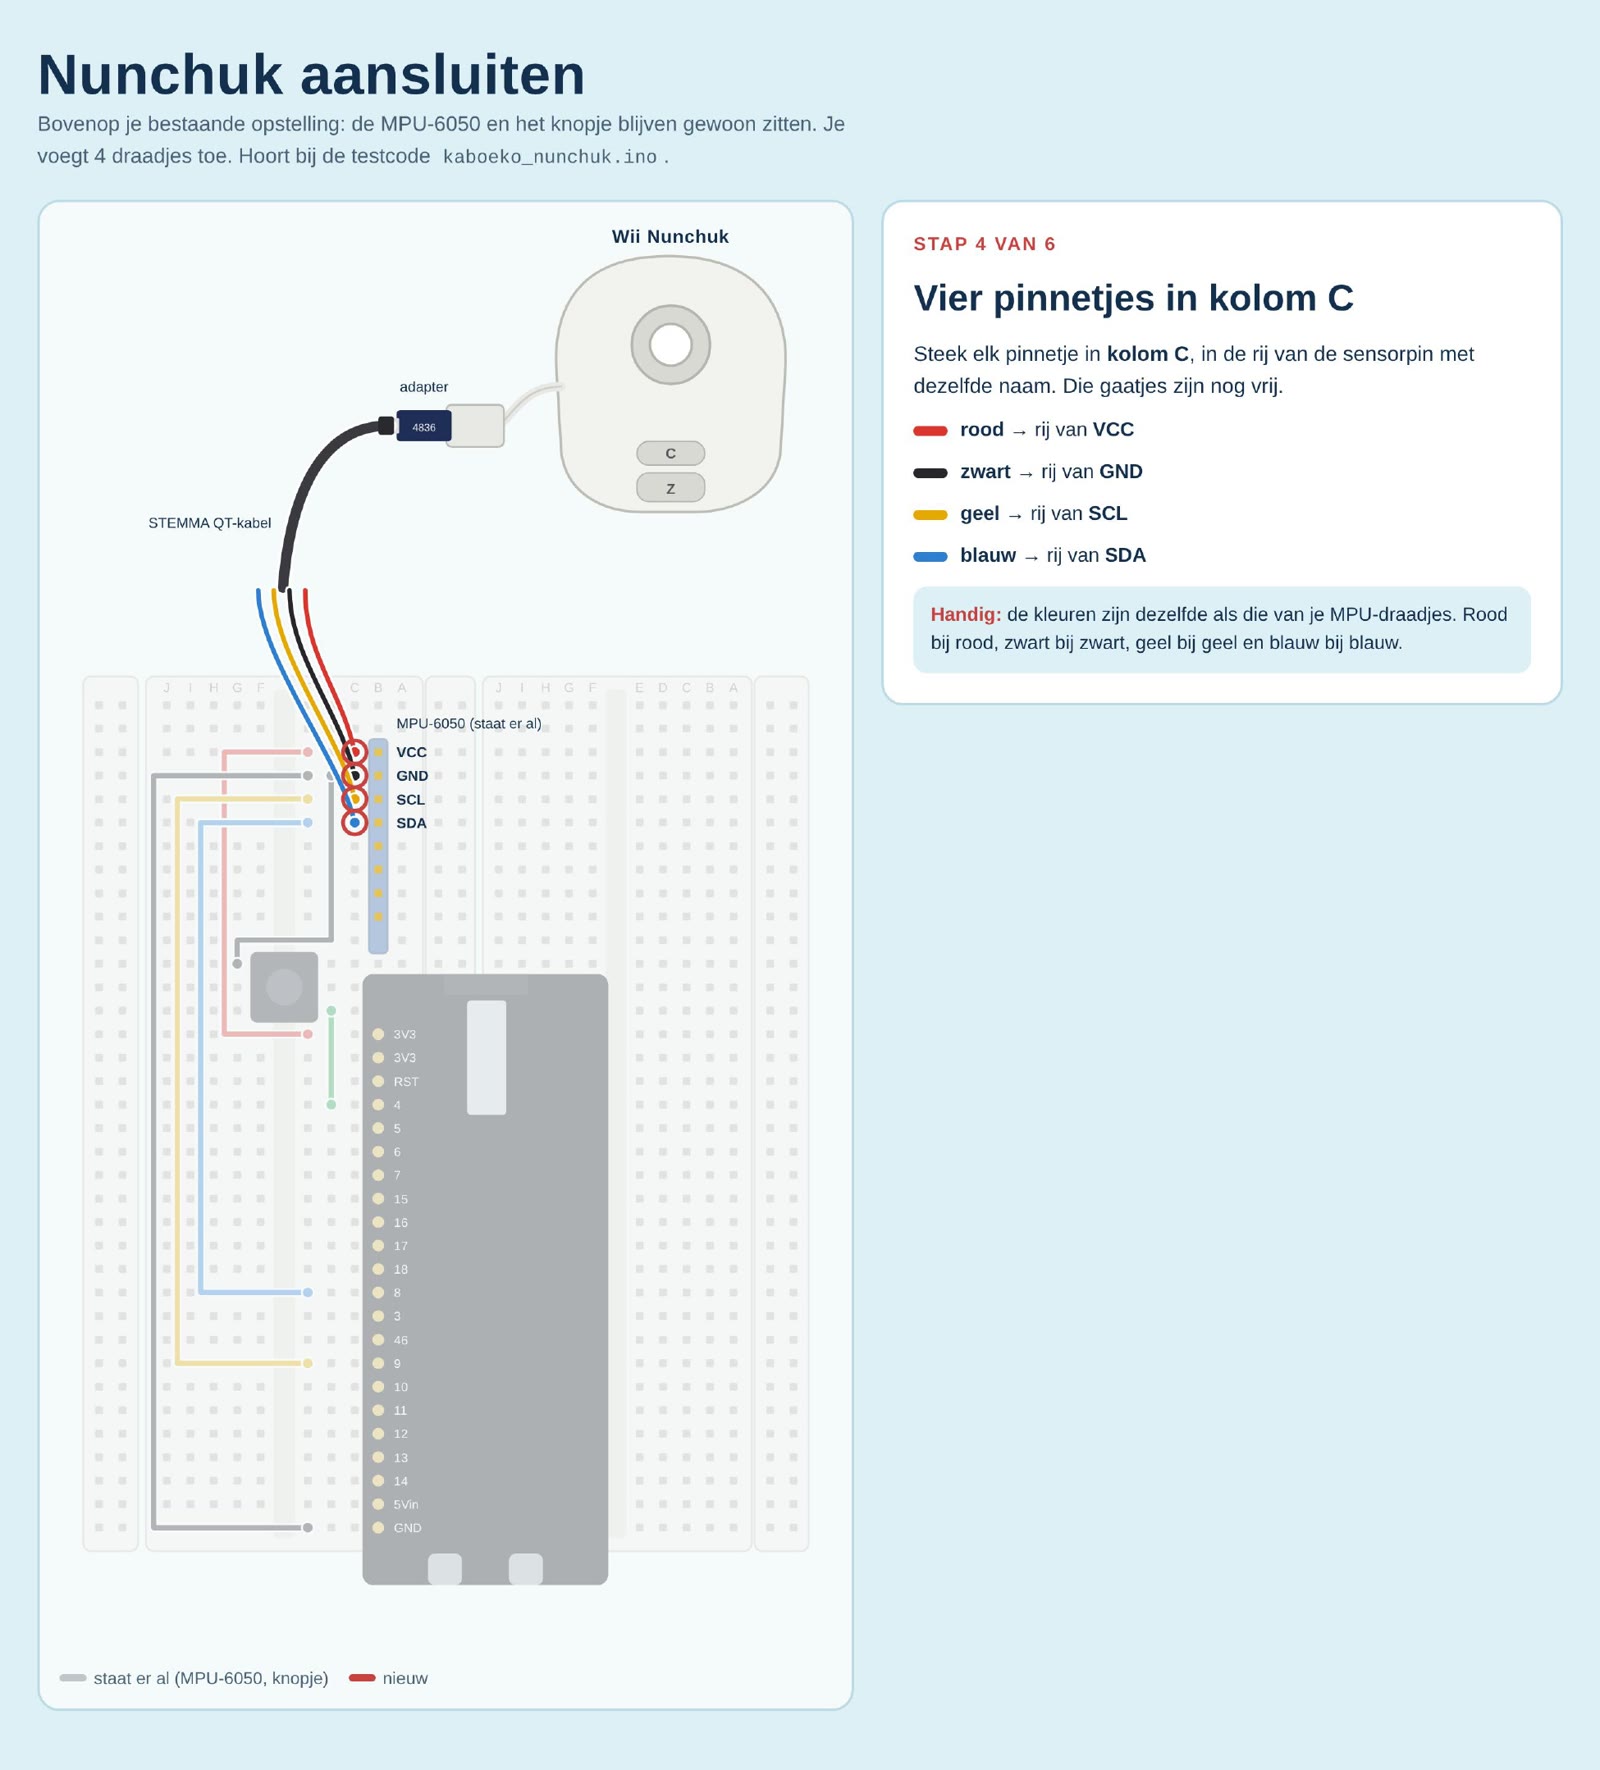 Nunchuk aansluiten
Bovenop je bestaande opstelling: de MPU-6050 en het knopje blijven gewoon zitten. Je
voegt 4 draadjes toe. Hoort bij de testcode kaboeko_nunchuk.ino .
Wii Nunchuk
adapter
4836
C
Z
STEMMA QT-kabel
J I H G F C B A J I H G F E D C B A
MPU-6050 (staat er al)
VCC
GND
SCL
SDA
3V3
3V3
RST
4
5
6
7
15
16
17
18
8
3
46
9
10
11
12
13
14
5Vin
GND
staat er al (MPU-6050, knopje) nieuw
STAP 4 VAN 6
Vier pinnetjes in kolom C
Steek elk pinnetje in kolom C, in de rij van de sensorpin met
dezelfde naam. Die gaatjes zijn nog vrij.
rood → rij van VCC
zwart → rij van GND
geel → rij van SCL
blauw → rij van SDA
Handig: de kleuren zijn dezelfde als die van je MPU-draadjes. Rood
bij rood, zwart bij zwart, geel bij geel en blauw bij blauw.